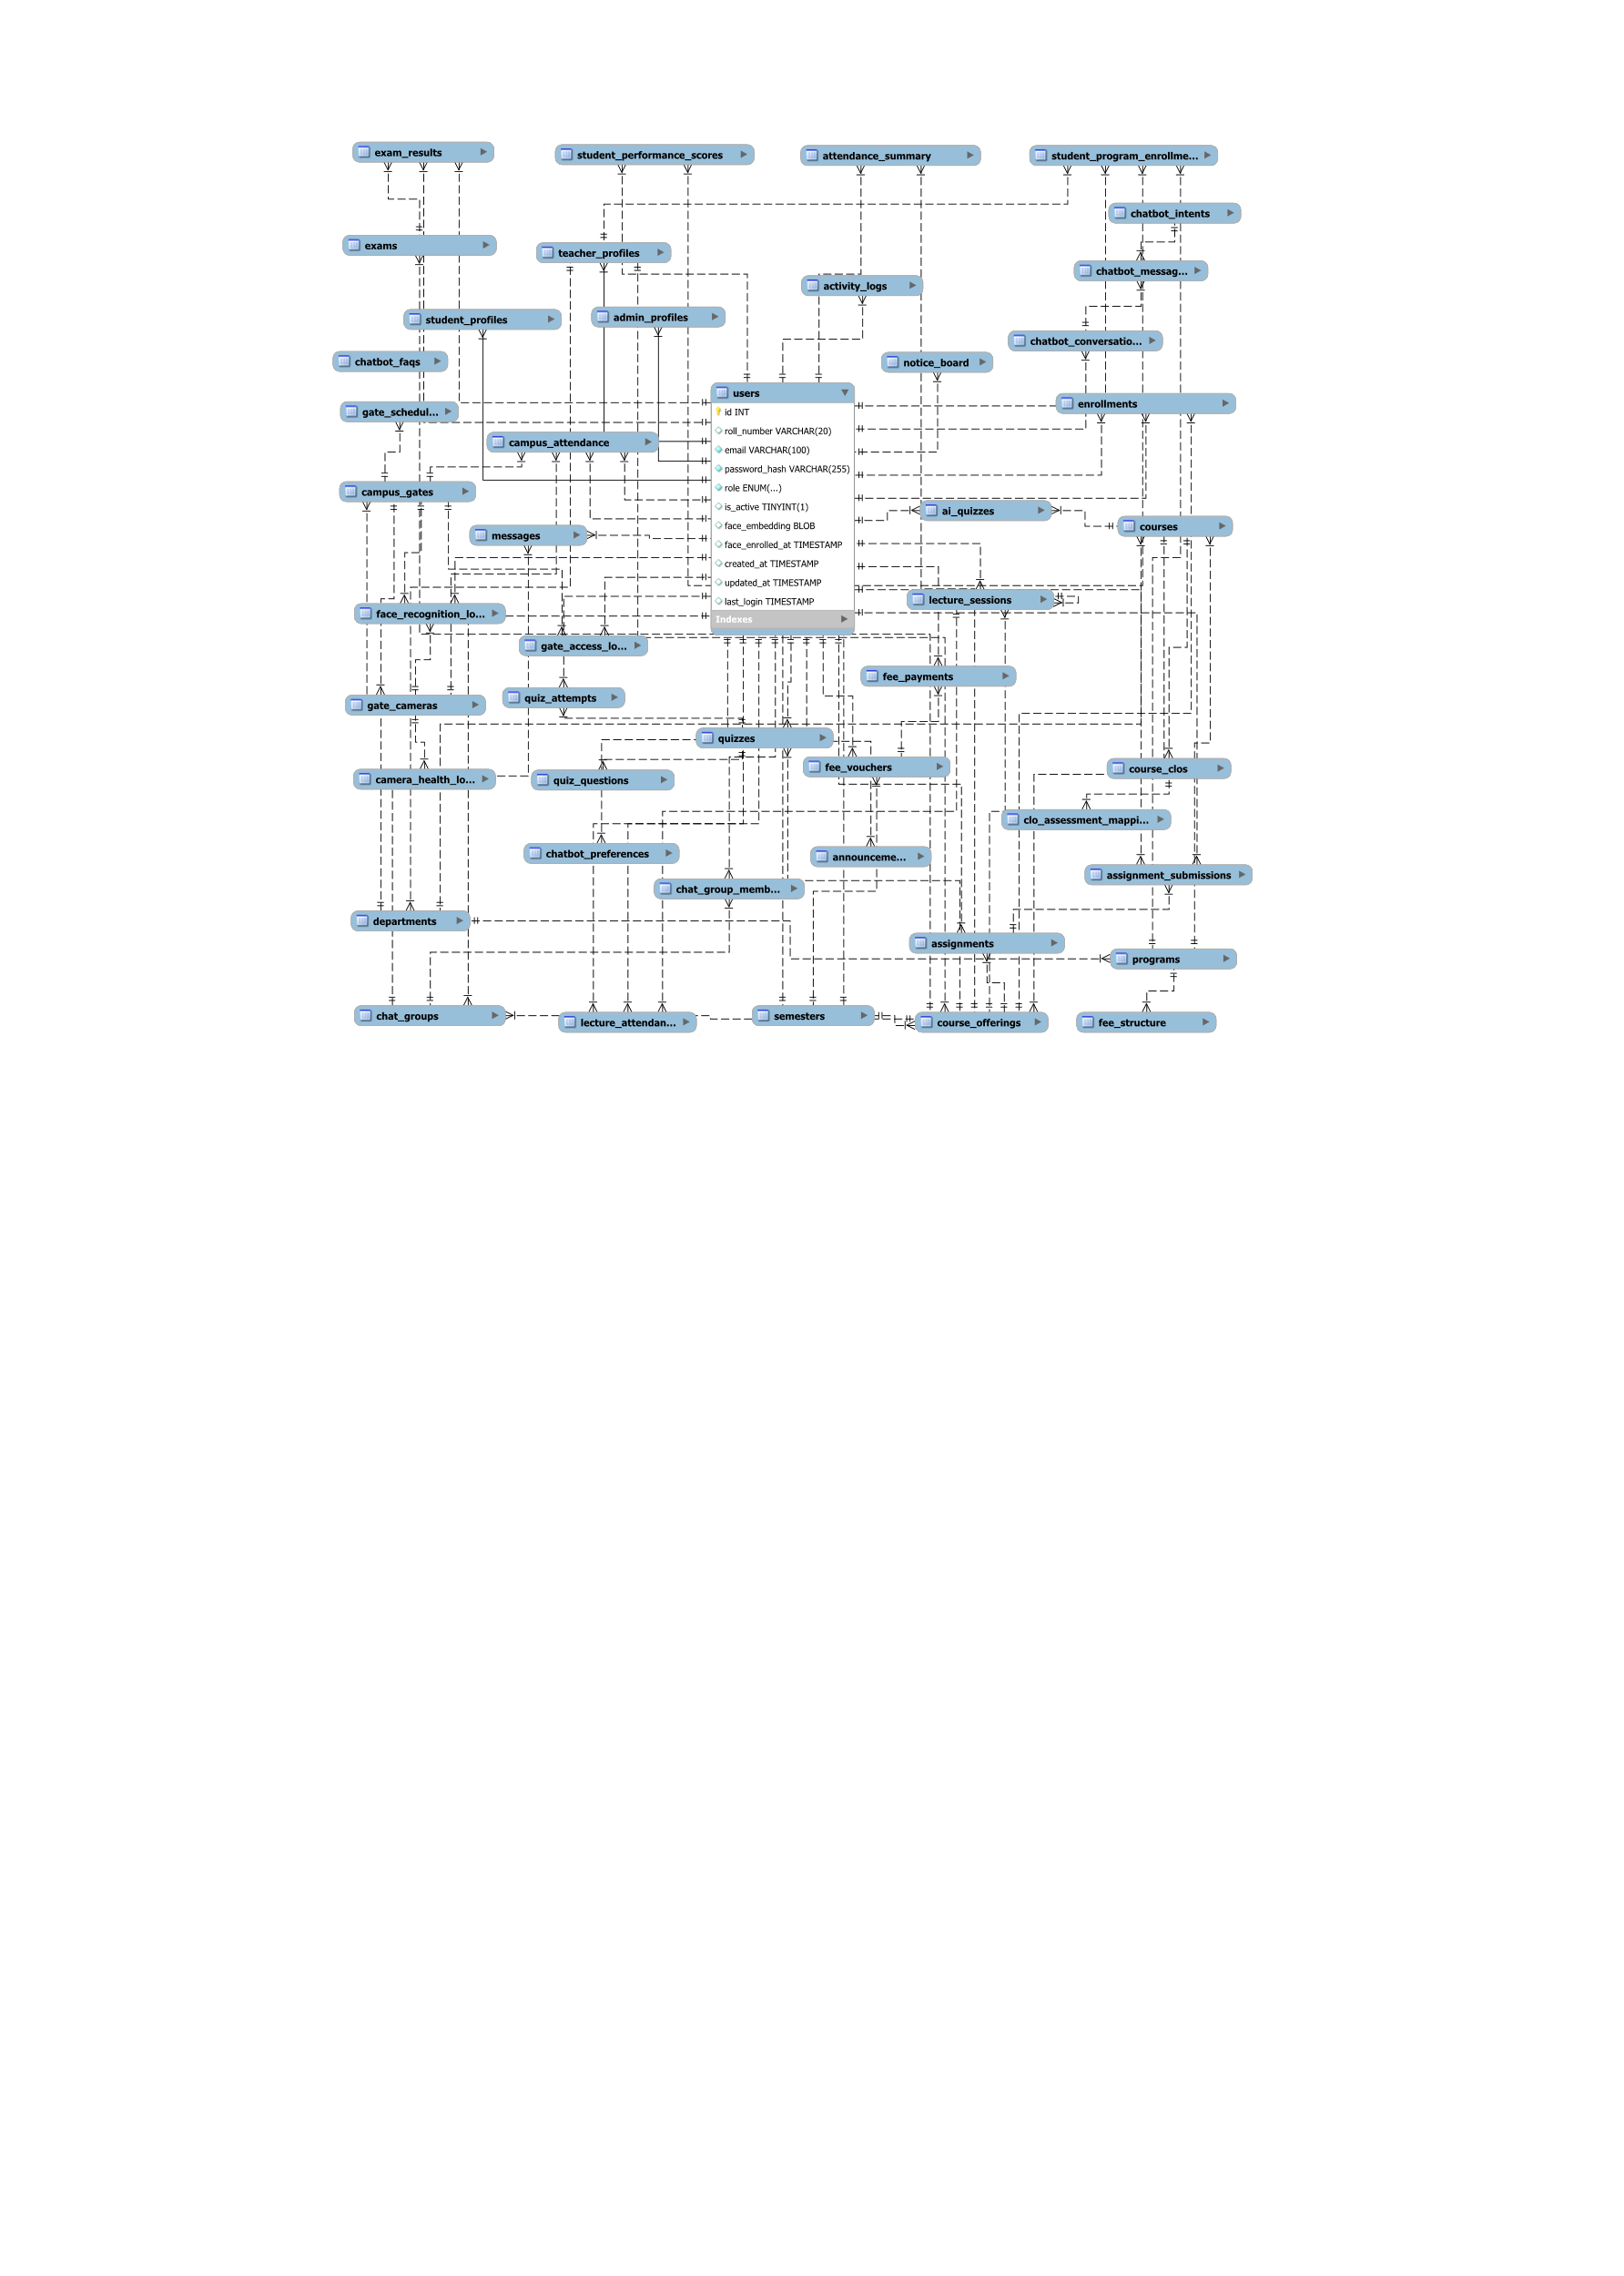 exam_results
student_performance_scores
attendance_summary
student_program_enrollme...
chatbot_intents
exams
teacher_profiles
chatbot_messag...
activity_logs
student_profiles
admin_profiles
chatbot_conversatio...
chatbot_faqs
notice_board
users
id INT
roll_number VARCHAR(20)
email VARCHAR(100)
password_hash VARCHAR(255)
role ENUM(...)
is_active TINYINT(1)
face_embedding BLOB
face_enrolled_at TIMESTAMP
created_at TIMESTAMP
updated_at TIMESTAMP
last_login TIMESTAMP
Indexes
gate_schedul...
enrollments
campus_attendance
campus_gates
ai_quizzes
courses
messages
lecture_sessions
face_recognition_lo...
gate_access_lo...
fee_payments
quiz_attempts
gate_cameras
quizzes
fee_vouchers
course_clos
camera_health_lo...
quiz_questions
clo_assessment_mappi...
chatbot_preferences
announceme...
assignment_submissions
chat_group_memb...
departments
assignments
programs
chat_groups
lecture_attendan...
semesters
course_offerings
fee_structure